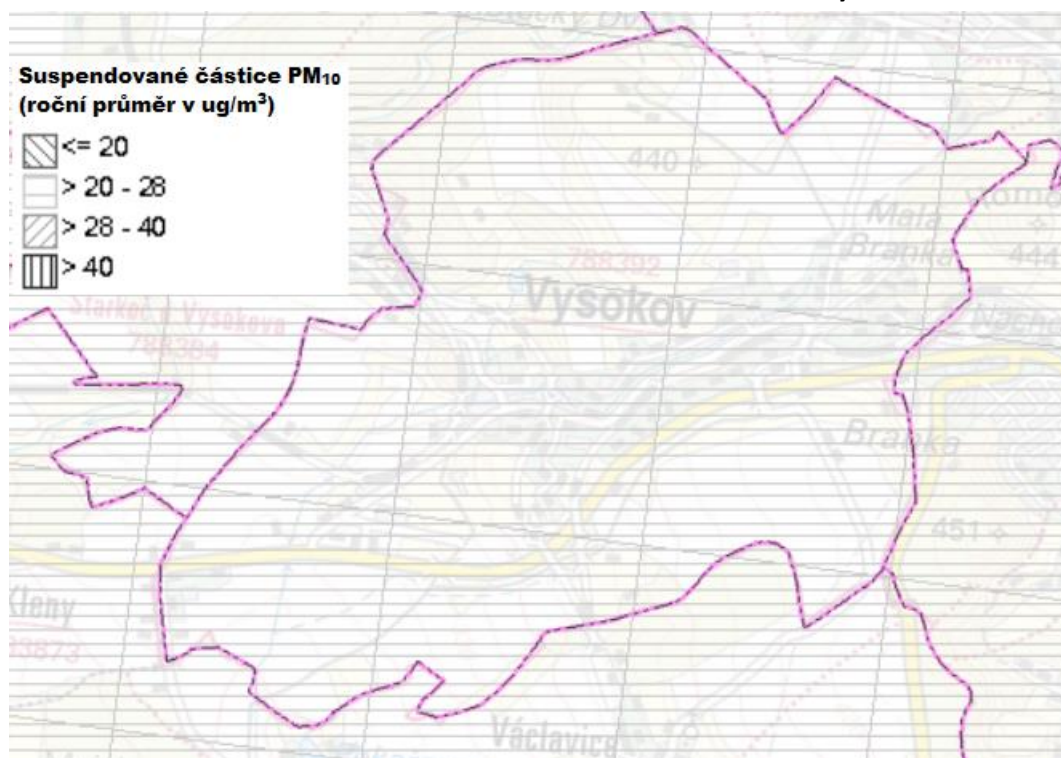 Suspendované částice PM₁₀
(roční průměr v ug/m³)
<= 20
> 20 - 28
> 28 - 40
> 40
440
Malá
Branka
444
788392
Vysokov
Starkoč u Vysokova
788384
Branka
451
Kleny
Václavice